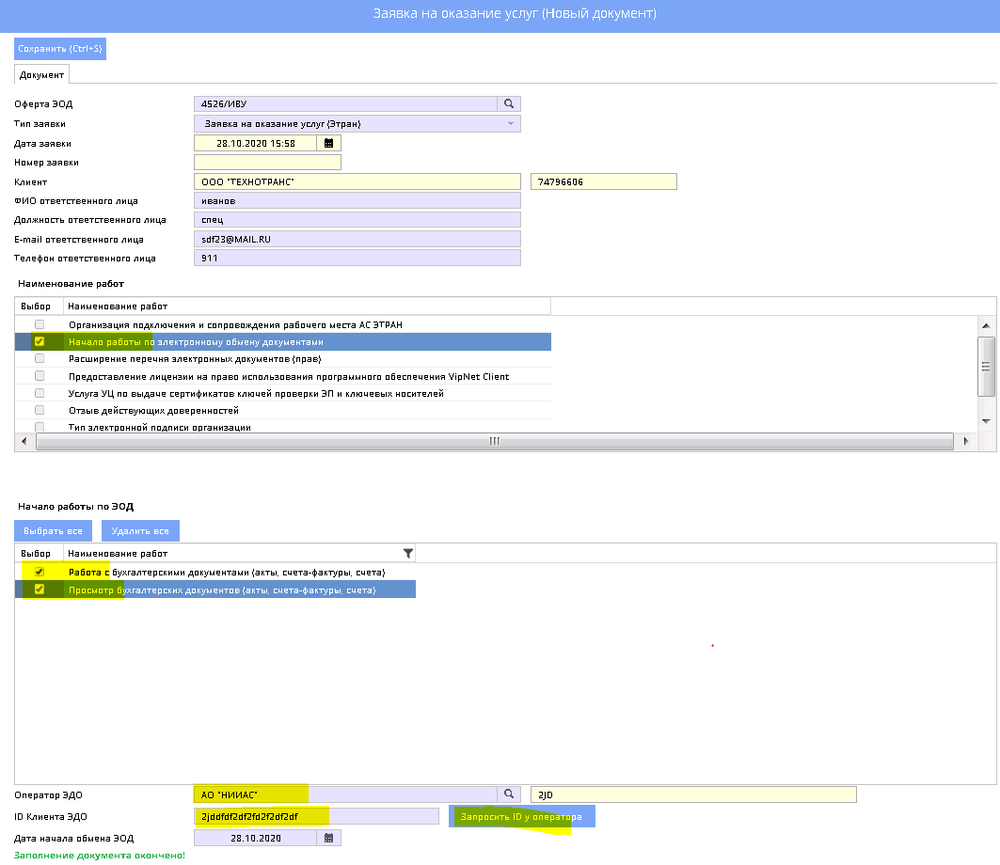 Заявка на оказание услуг (Новый документ)
Сохранить (Ctrl+S)
Документ
Оферта ЭОД 4526/ИВУ
Тип заявки Заявка на оказание услуг (Этран)
Дата заявки 28.10.2020 15:58
Номер заявки
Клиент ООО "ТЕХНОТРАНС" 74796606
ФИО ответственного лица иванов
Должность ответственного лица спец
E-mail ответственного лица sdf23@MAIL.RU
Телефон ответственного лица 911
Наименование работ
Выбор Наименование работ
Организация подключения и сопровождения рабочего места АС ЭТРАН
Начало работы по электронному обмену документами
Расширение перечня электронных документов (прав)
Предоставление лицензии на право использования программного обеспечения VipNet Client
Услуга УЦ по выдаче сертификатов ключей проверки ЭП и ключевых носителей
Отзыв действующих доверенностей
Тип электронной подписи организации
Начало работы по ЭОД
Выбрать все Удалить все
Выбор Наименование работ
Работа с бухгалтерскими документами (акты, счета-фактуры, счета)
Просмотр бухгалтерских документов (акты, счета-фактуры, счета)
Оператор ЭДО АО "НИИАС" 2JD
ID Клиента ЭДО 2jddfdf2df2fd2f2df2df Запросить ID у оператора
Дата начала обмена ЭОД 28.10.2020
Заполнение документа окончено!